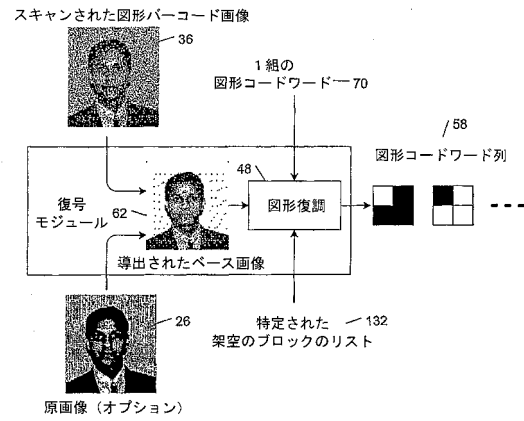 スキャンされた図形バーコード画像
36
1組の
図形コードワード
70
58
図形コードワード列
48
復号
モジュール
62
図形復調
導出されたベース画像
26
特定された
架空のブロックのリスト
132
原画像（オプション）